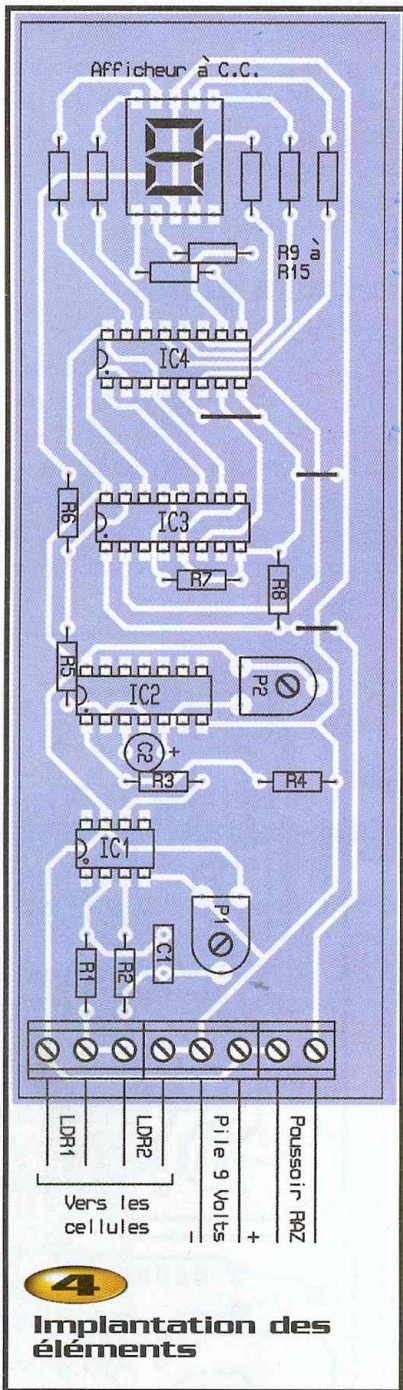 Afficheur à C.C.
R9 à
R15
IC4
R6
IC3
R7
R8
R5
IC2
P2
C2
+
R3
R4
IC1
P1
R1
R2
C1
LDR1
LDR2
Pile 9 Volts
-
+
Poussoir RAZ
Vers les
cellules
4
Implantation des
éléments